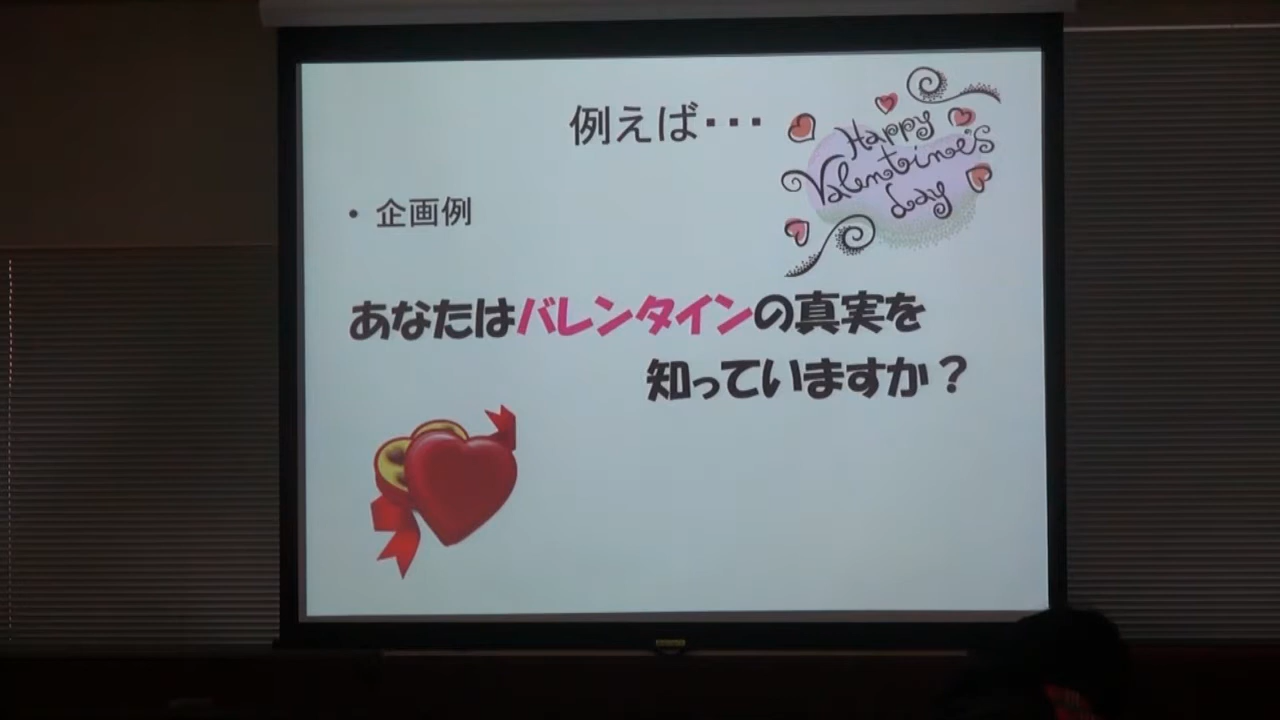 例えば・・・
Happy
Valentine's
day
・企画例
あなたはバレンタインの真実を
知っていますか？